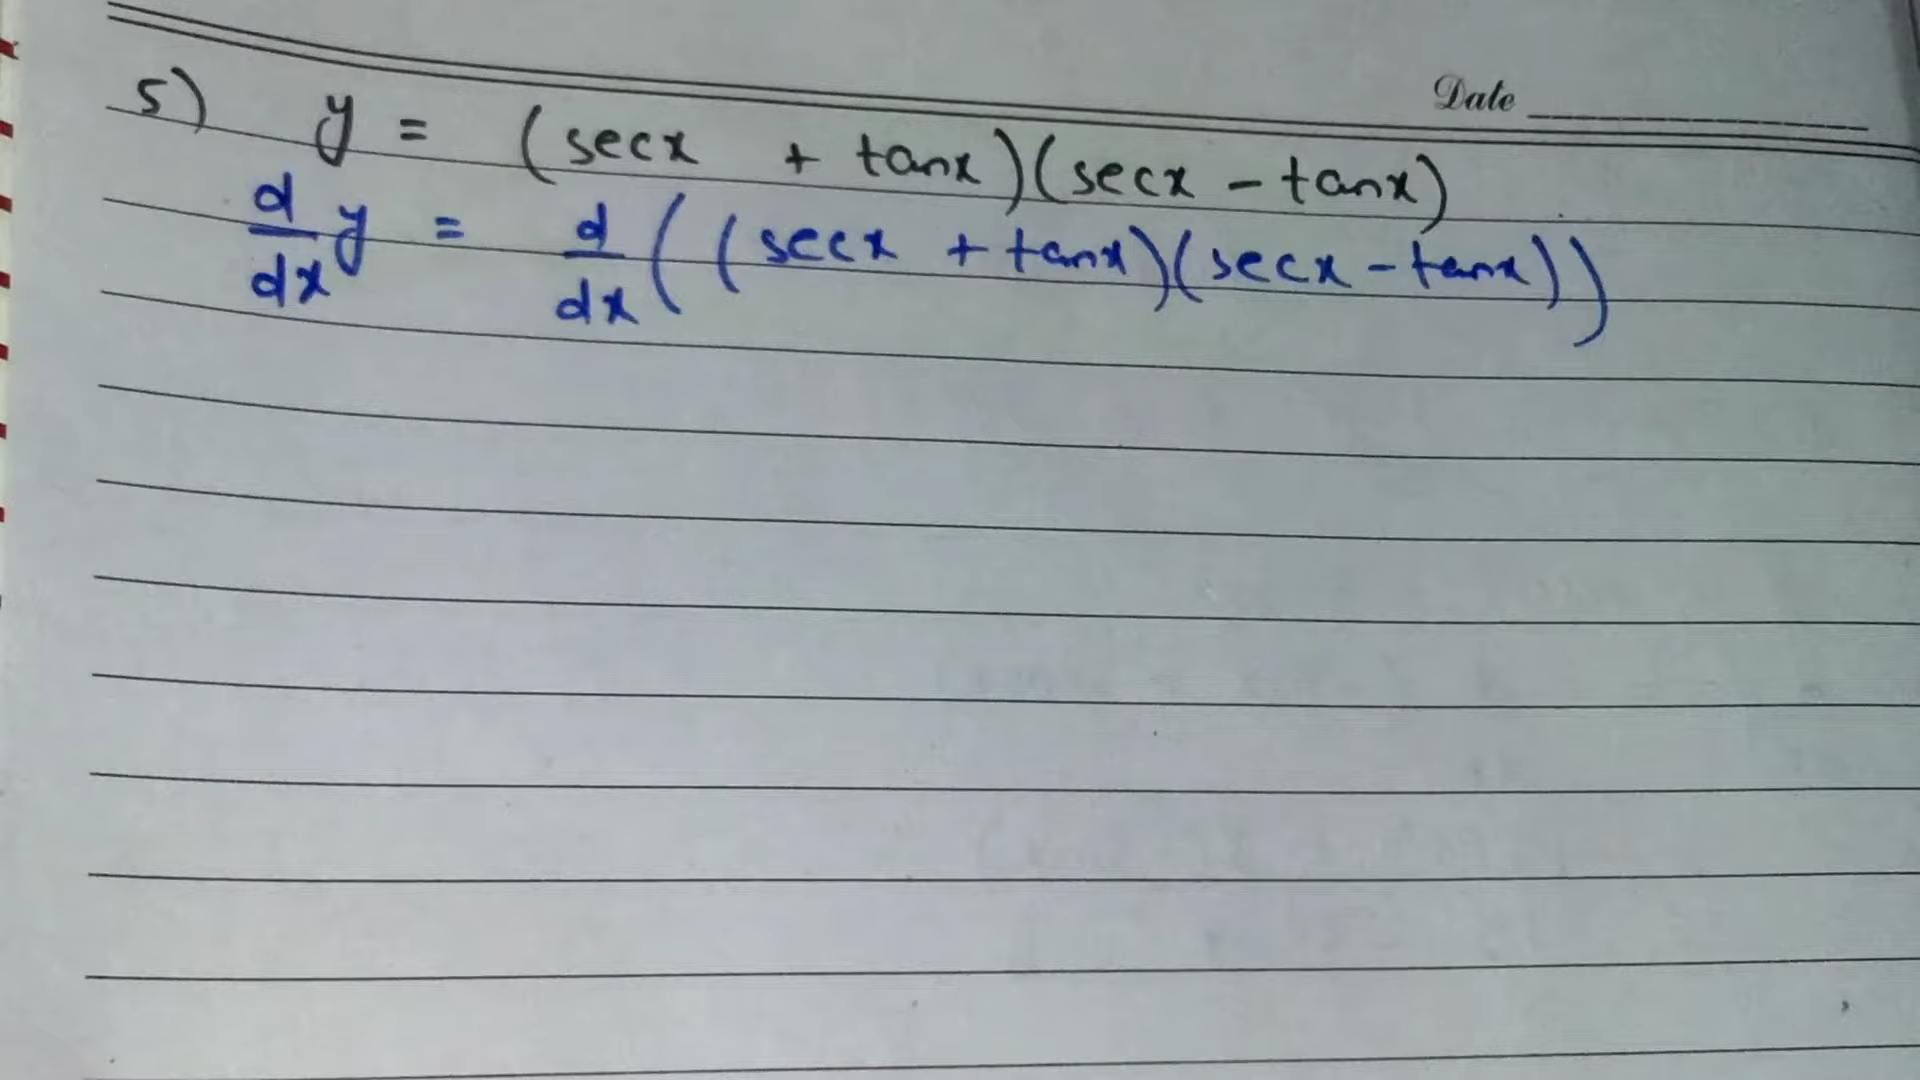 Date
5) y = (secx + tanx)(secx - tanx)
d/dx y = d/dx ((secx + tanx)(secx - tanx))